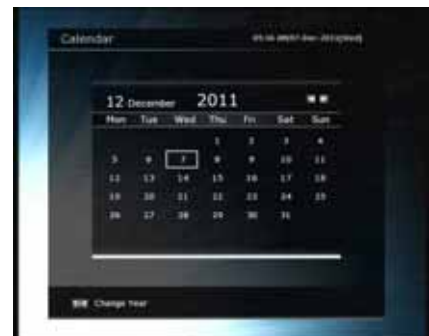 Calendar
12 December 2011
Mon Tue Wed Thu Fri Sat Sun
1 2 3 4
5 6 7 8 9 10 11
12 13 14 15 16 17 18
19 20 21 22 23 24 25
26 27 28 29 30 31
Change Year